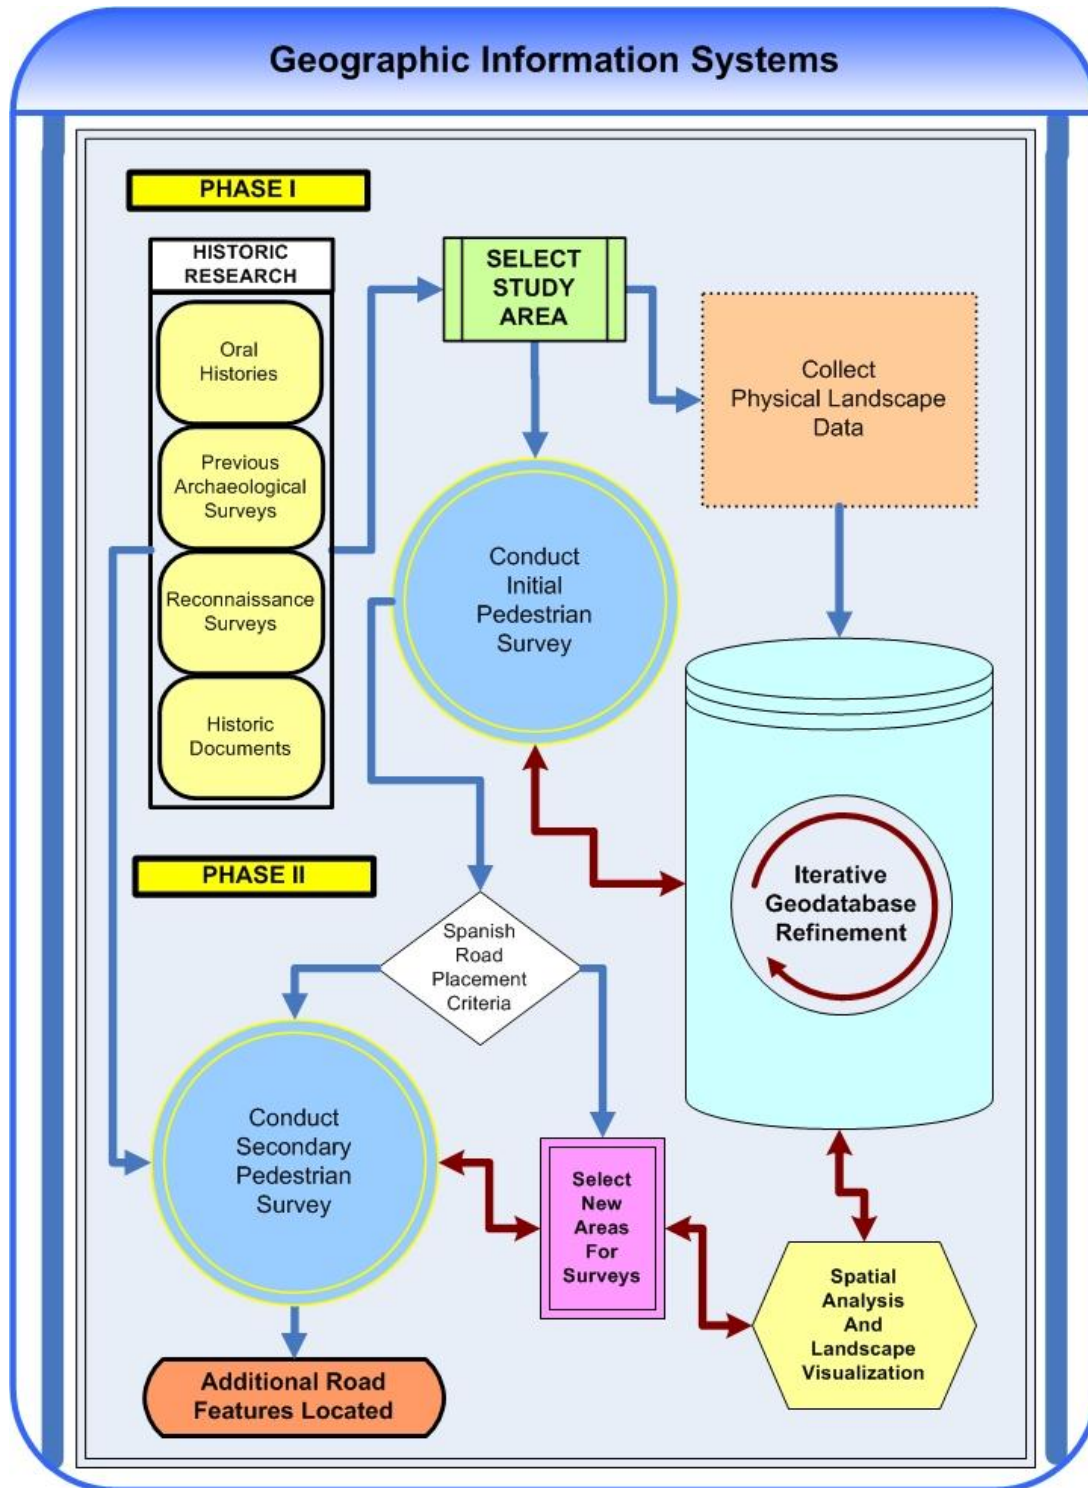 Geographic Information Systems
PHASE I
HISTORIC
RESEARCH
Oral
Histories
Previous
Archaeological
Surveys
Reconnaissance
Surveys
Historic
Documents
SELECT
STUDY
AREA
Collect
Physical Landscape
Data
Conduct
Initial
Pedestrian
Survey
Iterative
Geodatabase
Refinement
PHASE II
Spanish
Road
Placement
Criteria
Conduct
Secondary
Pedestrian
Survey
Select
New
Areas
For
Surveys
Spatial
Analysis
And
Landscape
Visualization
Additional Road
Features Located